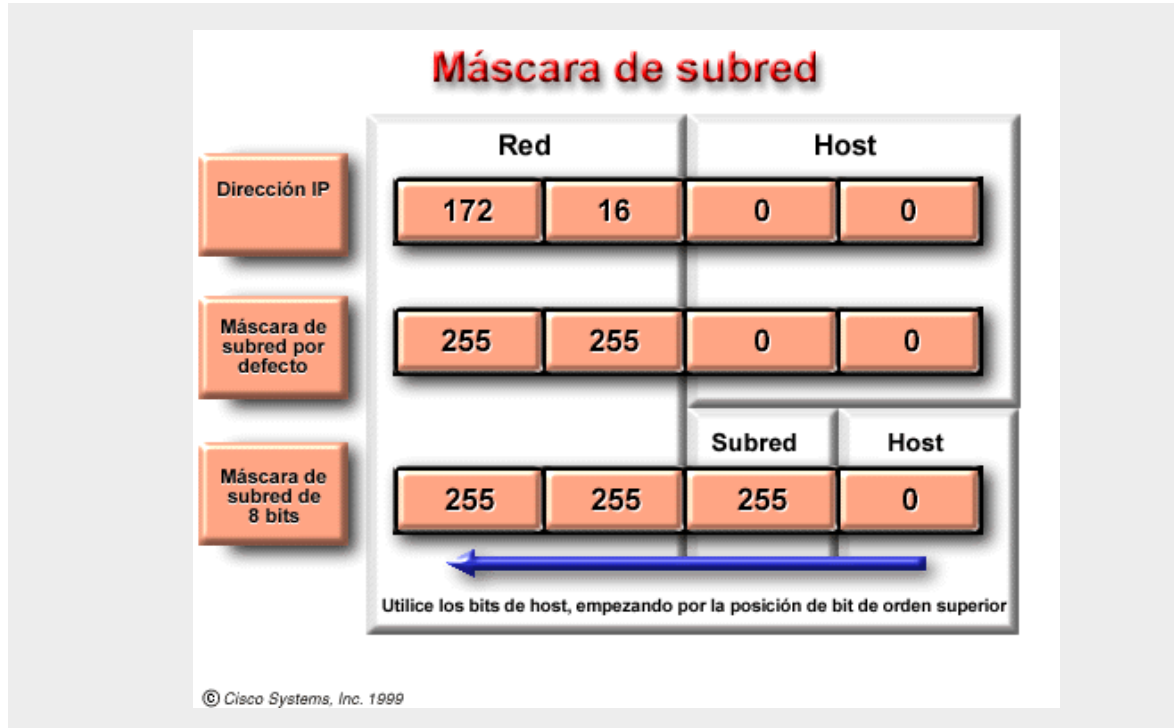 Máscara de subred
Red
Host
Dirección IP
172
16
0
0
Máscara de
subred por
defecto
255
255
0
0
Subred
Host
Máscara de
subred de
8 bits
255
255
255
0
Utilice los bits de host, empezando por la posición de bit de orden superior
© Cisco Systems, Inc. 1999